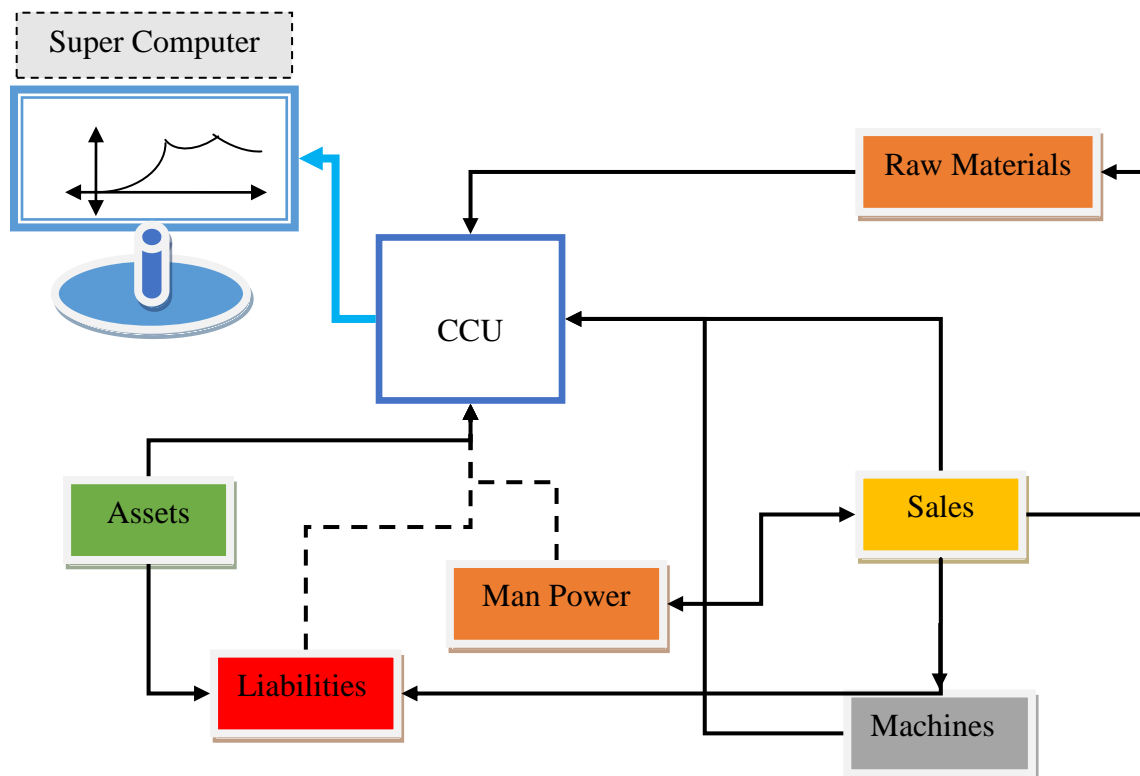 Super Computer
Raw Materials
CCU
Assets
Sales
Man Power
Liabilities
Machines